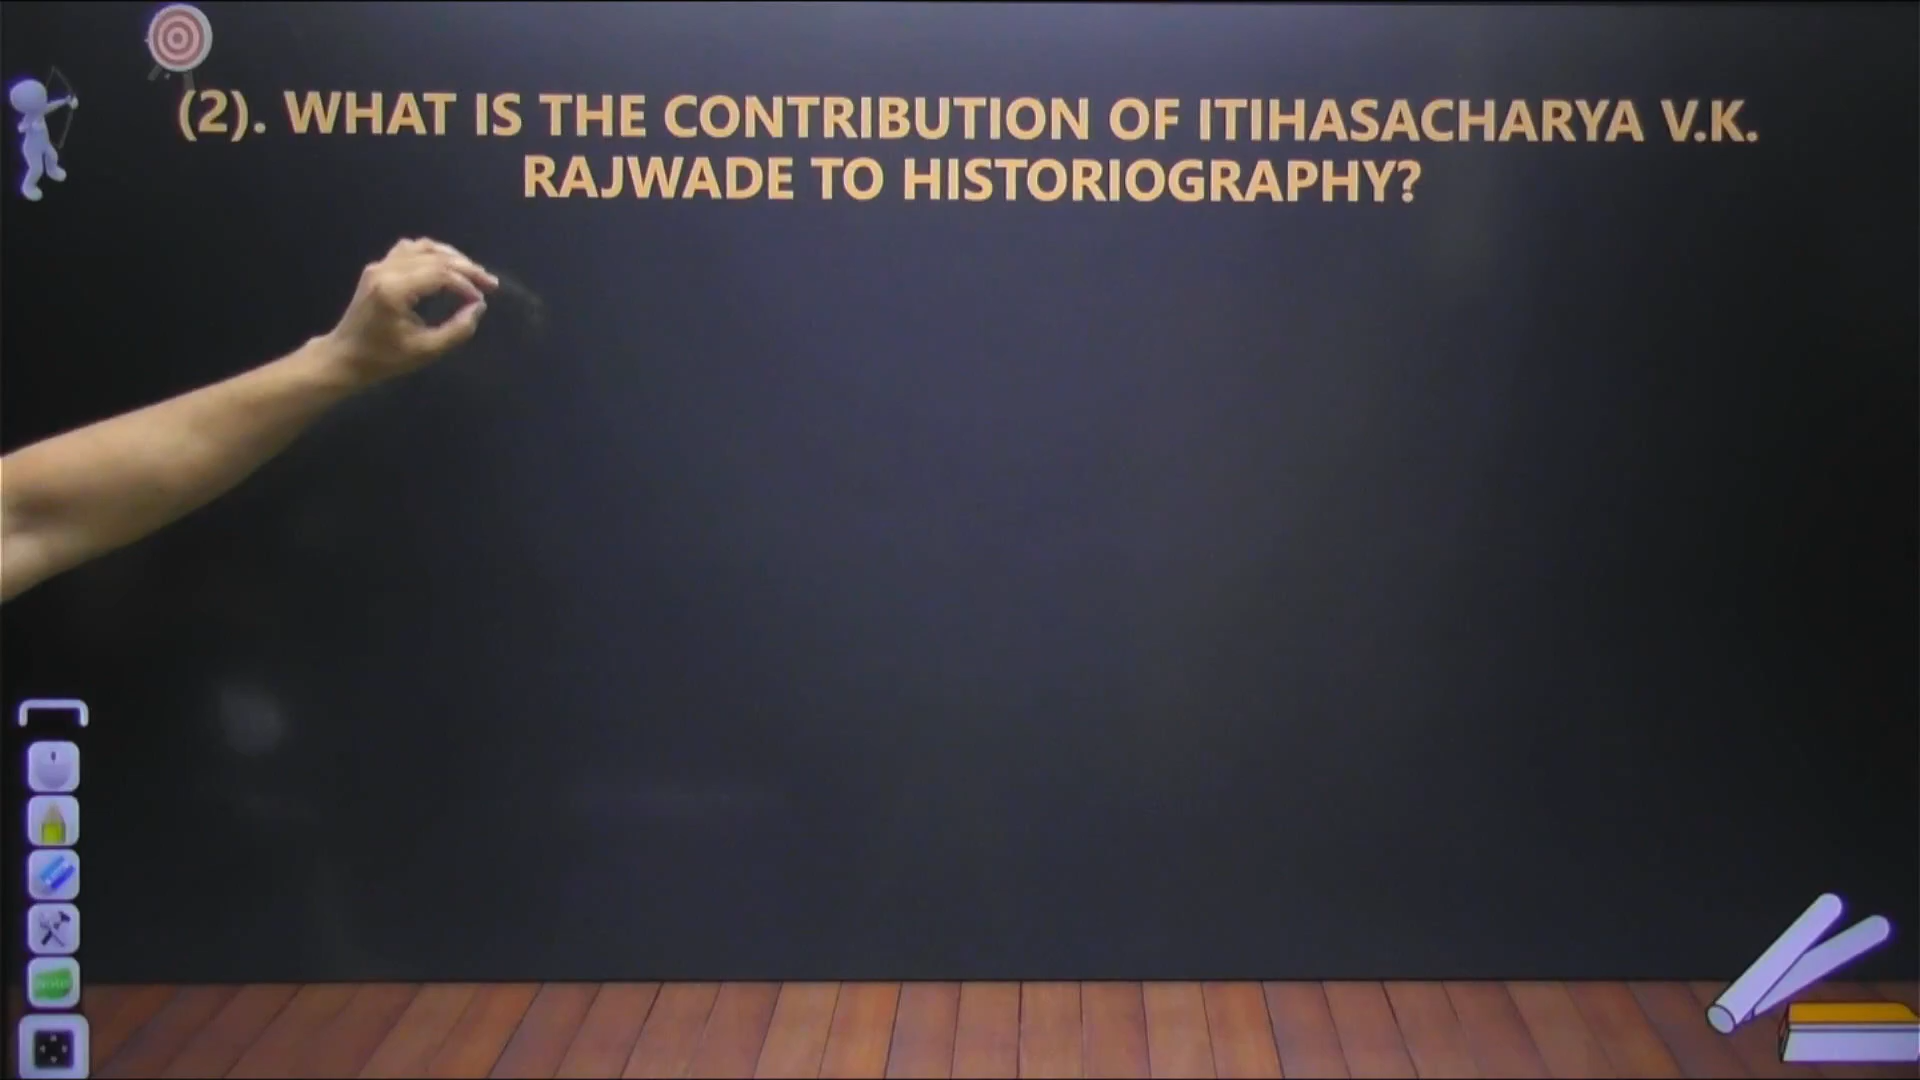 (2). WHAT IS THE CONTRIBUTION OF ITIHASACHARYA V.K.
RAJWADE TO HISTORIOGRAPHY?